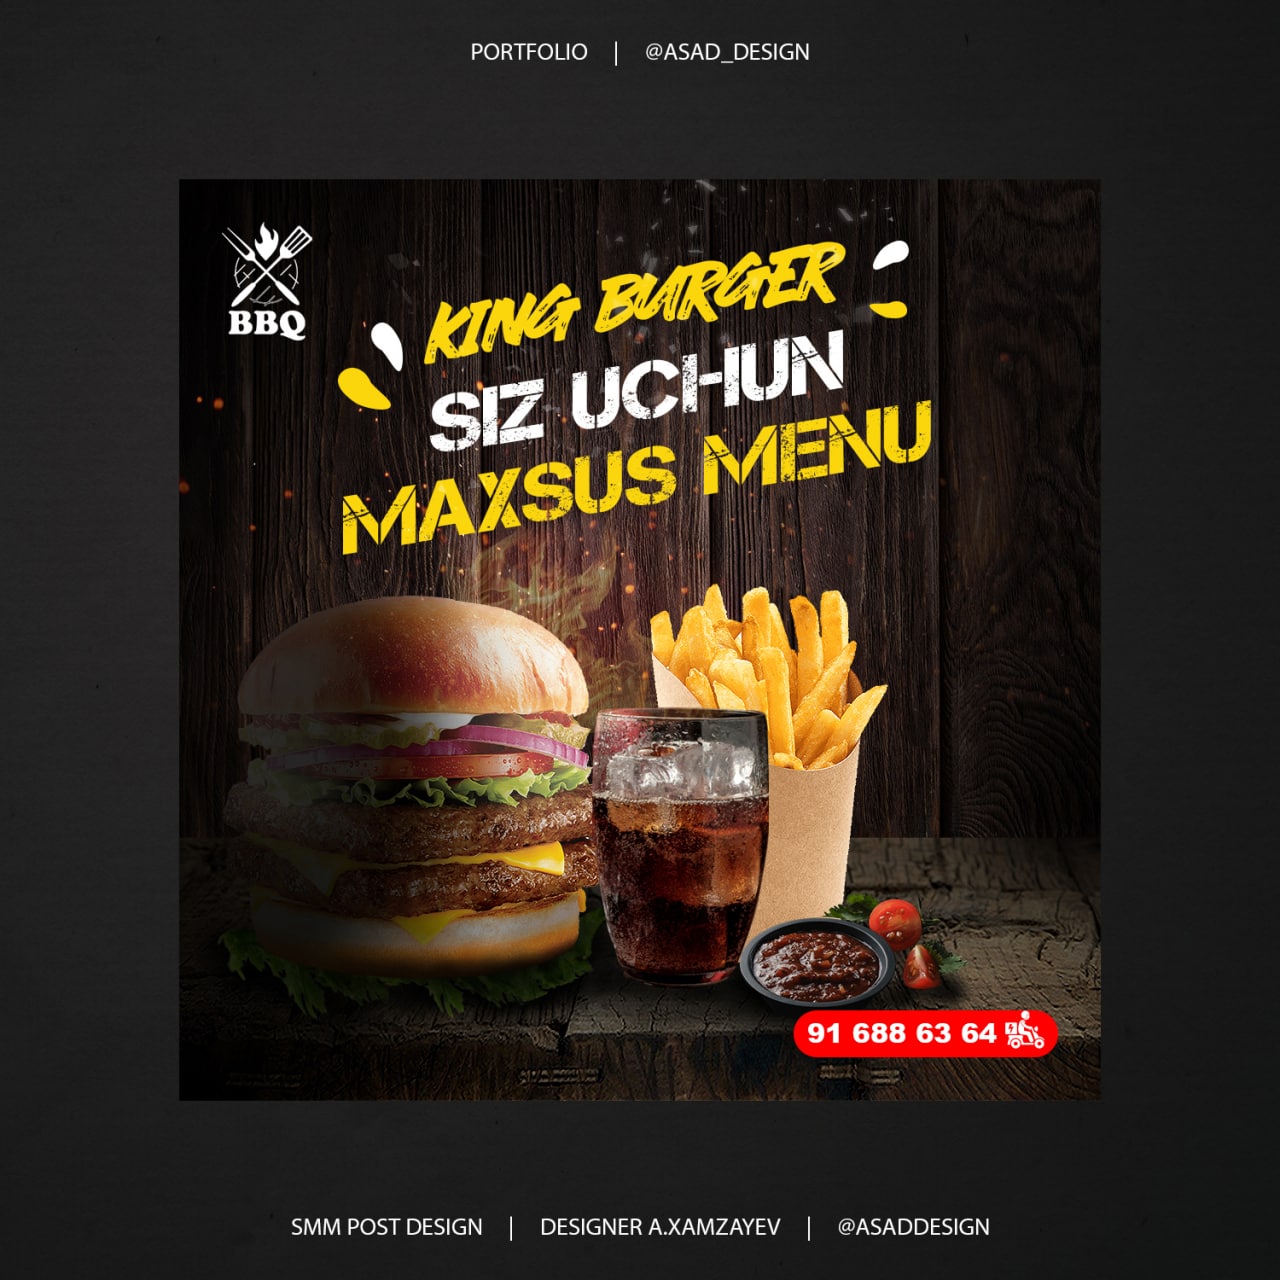 PORTFOLIO | @ASAD_DESIGN
BBQ
KING BURGER
SIZ UCHUN
MAXSUS MENU
91 688 63 64
SMM POST DESIGN | DESIGNER A.XAMZAYEV | @ASADDESIGN